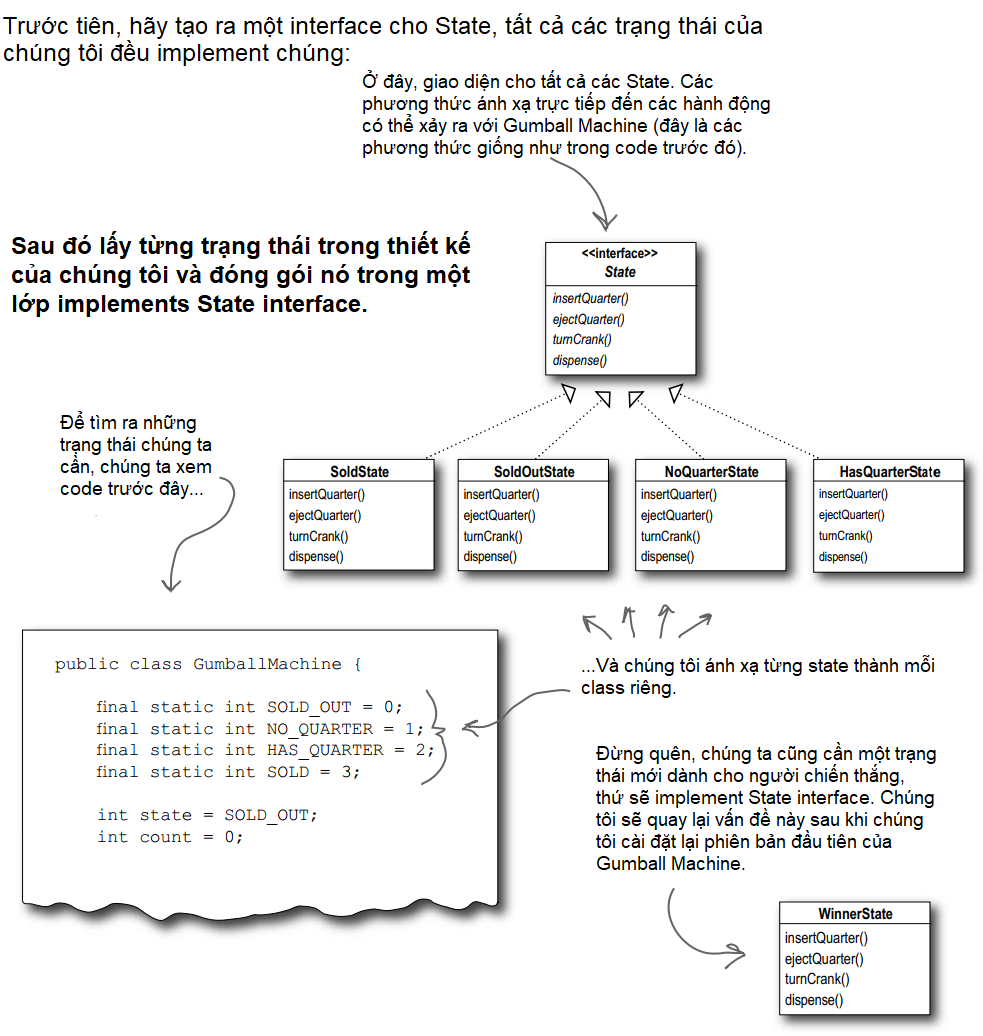 Trước tiên, hãy tạo ra một interface cho State, tất cả các trạng thái của
chúng tôi đều implement chúng:
Ở đây, giao diện cho tất cả các State. Các
phương thức ánh xạ trực tiếp đến các hành động
có thể xảy ra với Gumball Machine (đây là các
phương thức giống như trong code trước đó).
Sau đó lấy từng trạng thái trong thiết kế
của chúng tôi và đóng gói nó trong một
lớp implements State interface.
<<interface>>
State
insertQuarter()
ejectQuarter()
turnCrank()
dispense()
Để tìm ra những
trạng thái chúng ta
cần, chúng ta xem
code trước đây...
SoldState
insertQuarter()
ejectQuarter()
turnCrank()
dispense()
SoldOutState
insertQuarter()
ejectQuarter()
turnCrank()
dispense()
NoQuarterState
insertQuarter()
ejectQuarter()
turnCrank()
dispense()
HasQuarterState
insertQuarter()
ejectQuarter()
turnCrank()
dispense()
public class GumballMachine {
final static int SOLD_OUT = 0;
final static int NO_QUARTER = 1;
final static int HAS_QUARTER = 2;
final static int SOLD = 3;
int state = SOLD_OUT;
int count = 0;
...Và chúng tôi ánh xạ từng state thành mỗi
class riêng.
Đừng quên, chúng ta cũng cần một trạng
thái mới dành cho người chiến thắng,
thứ sẽ implement State interface. Chúng
tôi sẽ quay lại vấn đề này sau khi chúng
tôi cài đặt lại phiên bản đầu tiên của
Gumball Machine.
WinnerState
insertQuarter()
ejectQuarter()
turnCrank()
dispense()